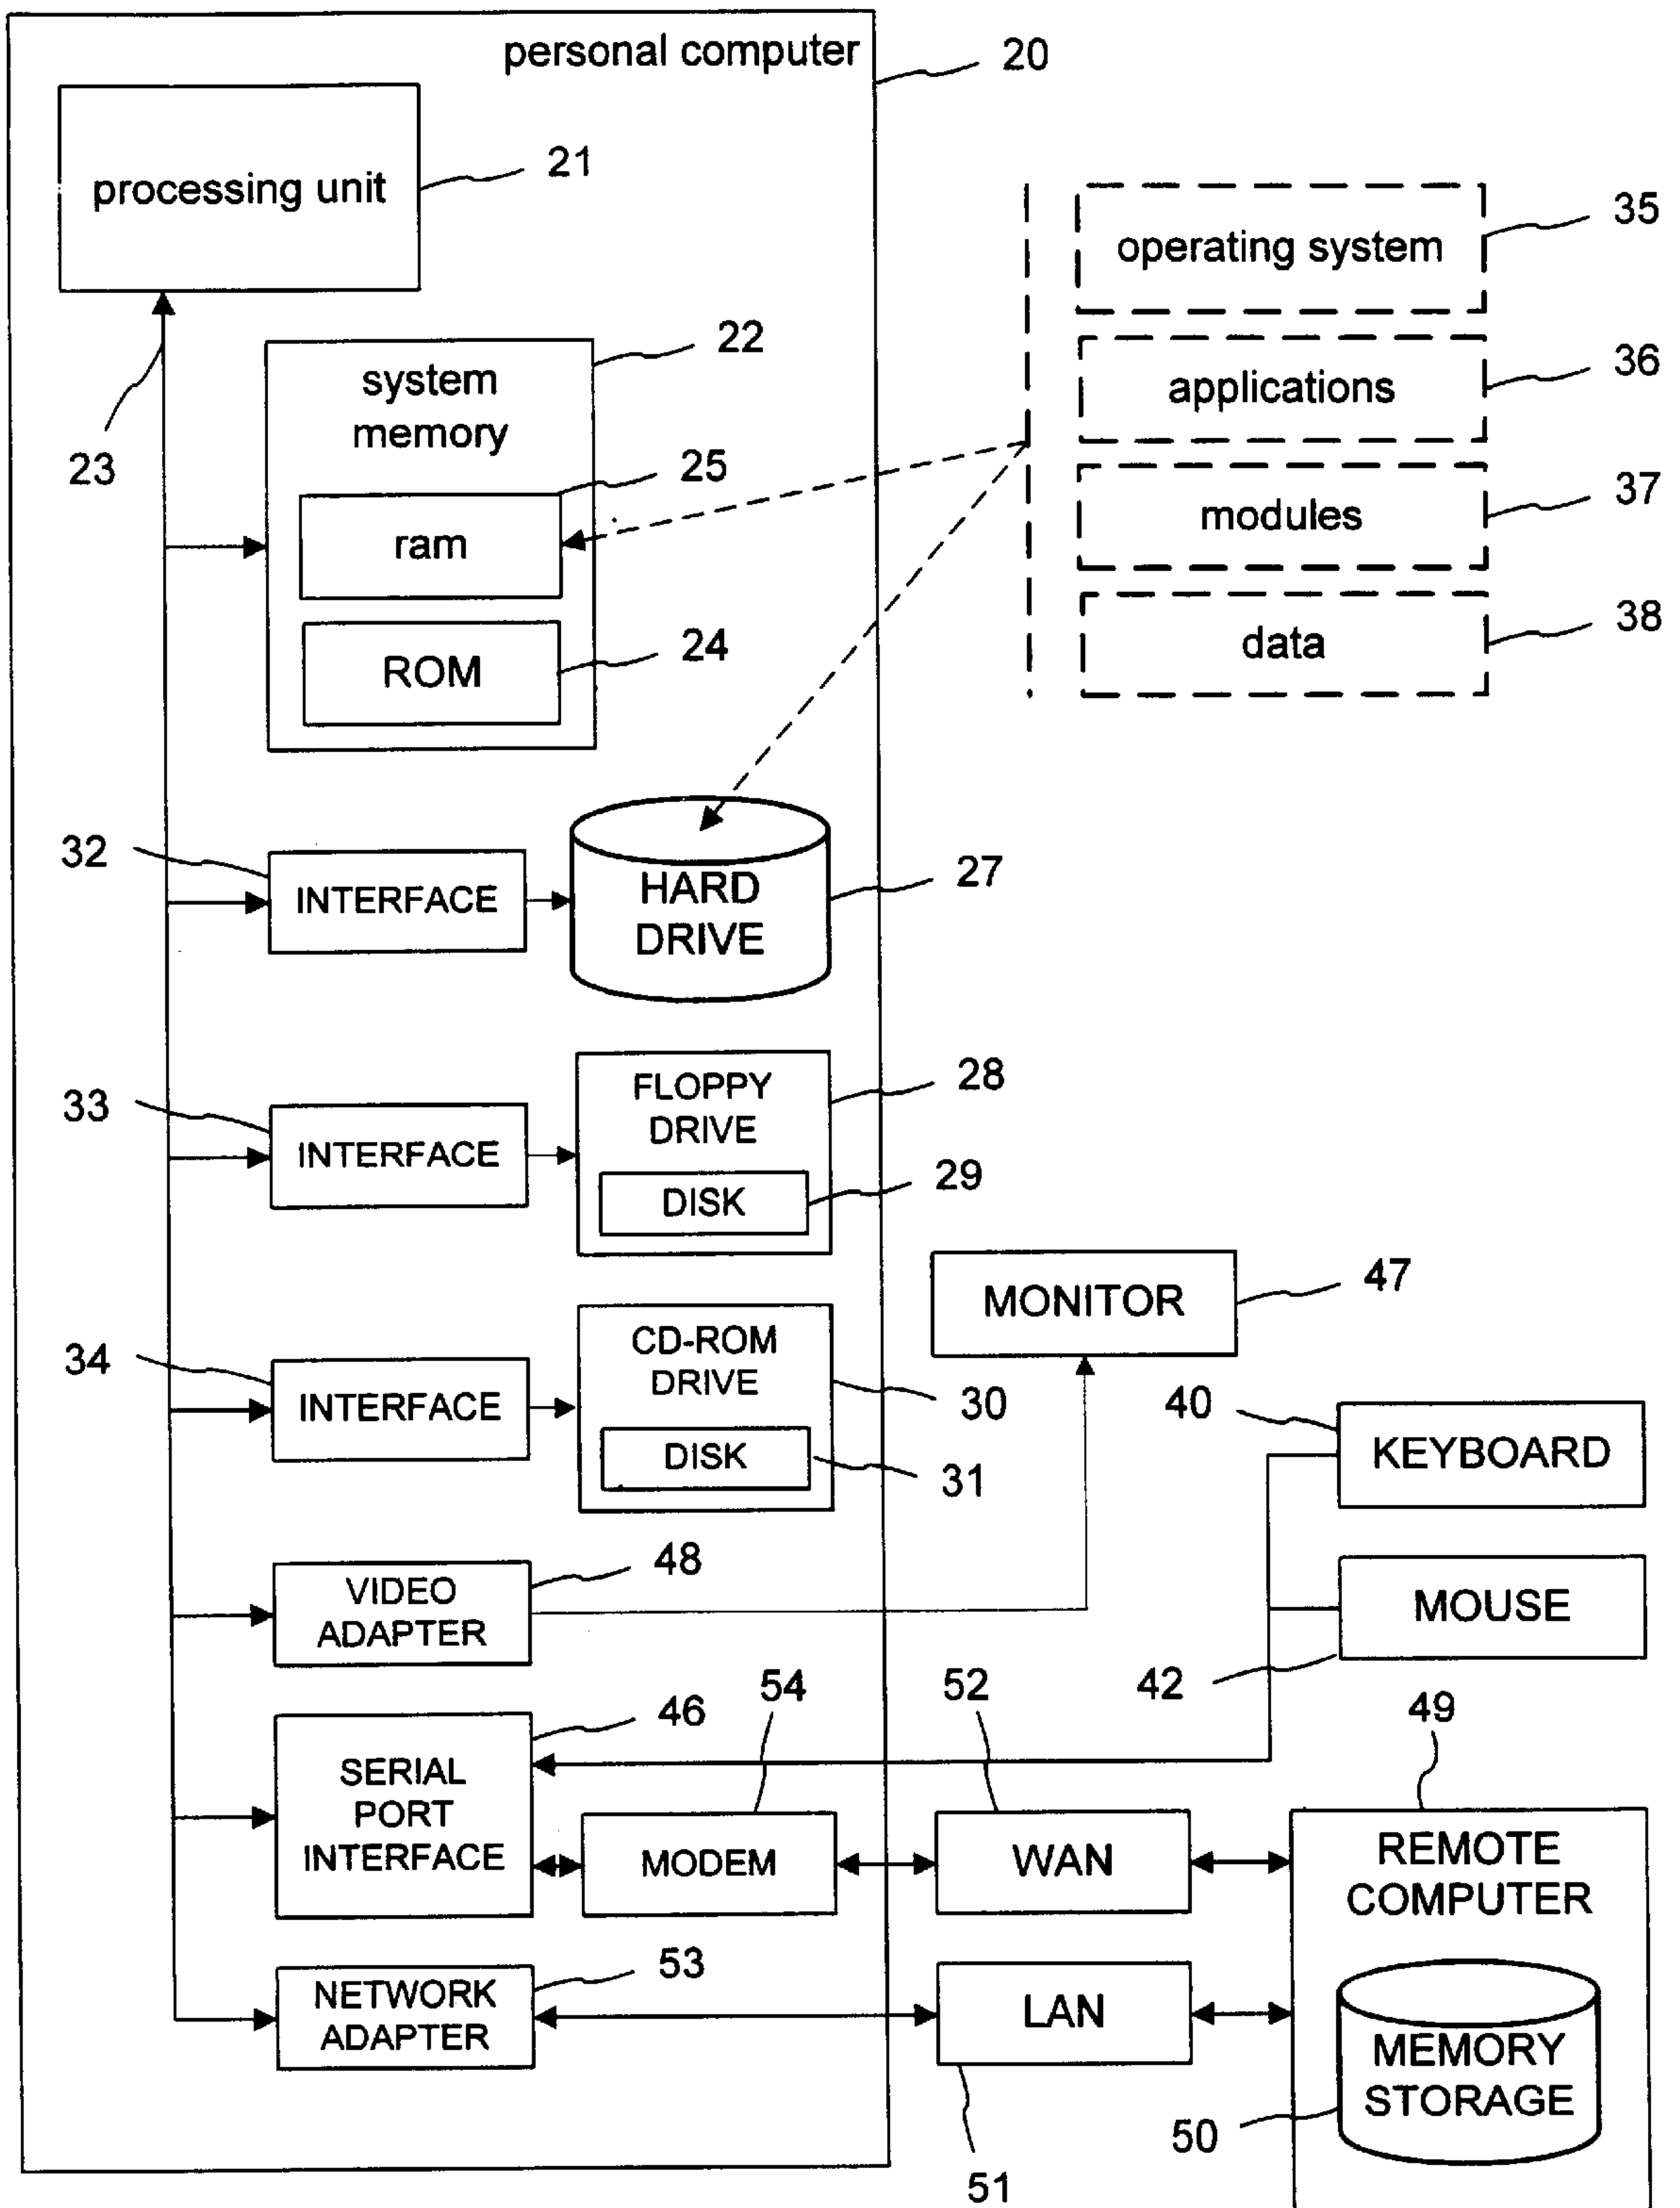 personal computer
20
processing unit
21
23
system
memory
22
ram
25
ROM
24
operating system
35
applications
36
modules
37
data
38
32
INTERFACE
HARD
DRIVE
27
33
INTERFACE
FLOPPY
DRIVE
28
DISK
29
34
INTERFACE
CD-ROM
DRIVE
30
DISK
31
MONITOR
47
40
KEYBOARD
MOUSE
42
VIDEO
ADAPTER
48
SERIAL
PORT
INTERFACE
46
MODEM
54
WAN
52
49
REMOTE
COMPUTER
MEMORY
STORAGE
50
NETWORK
ADAPTER
53
LAN
51